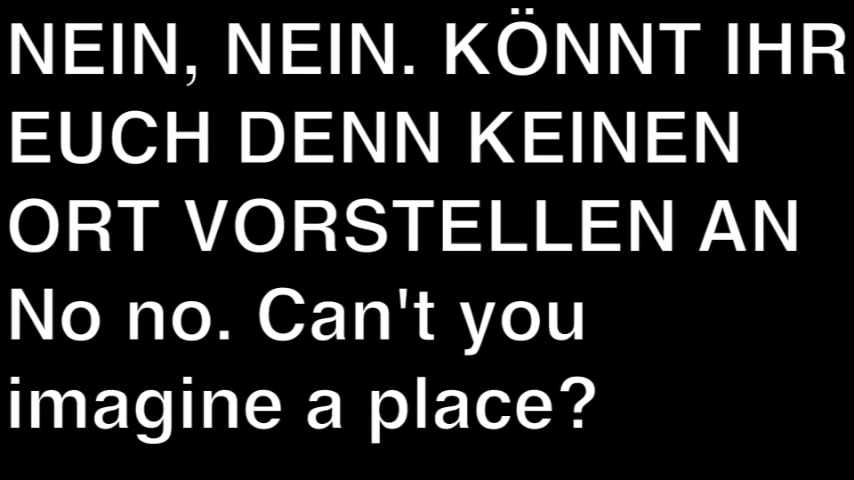 NEIN, NEIN. KÖNNT IHR
EUCH DENN KEINEN
ORT VORSTELLEN AN
No no. Can't you
imagine a place?